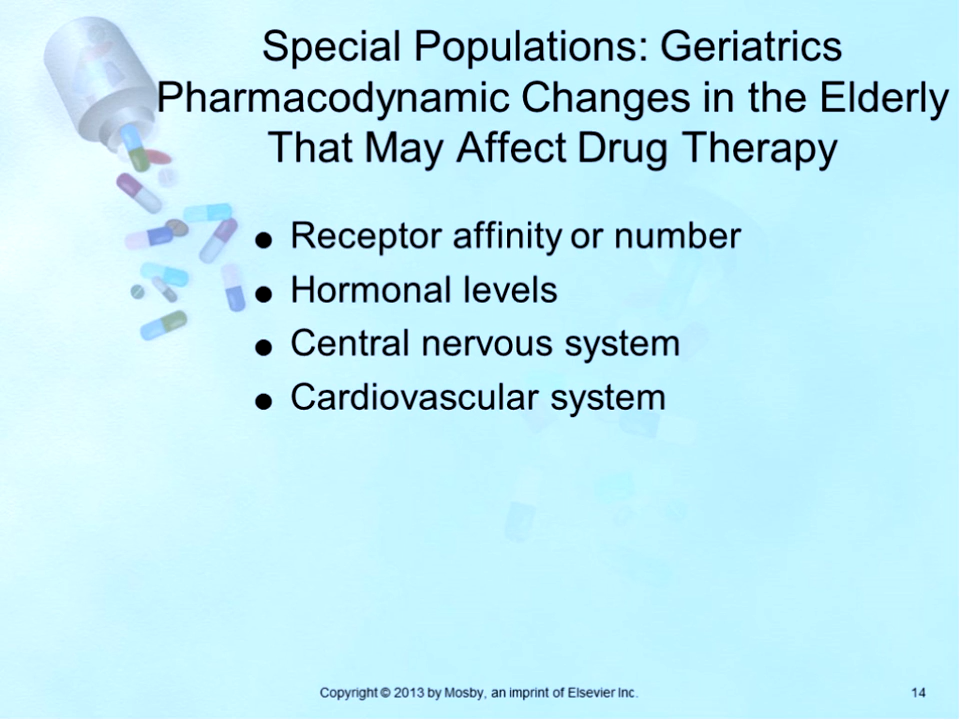 Special Populations: Geriatrics
Pharmacodynamic Changes in the Elderly
That May Affect Drug Therapy
● Receptor affinity or number
● Hormonal levels
● Central nervous system
● Cardiovascular system
Copyright © 2013 by Mosby, an imprint of Elsevier Inc.
14